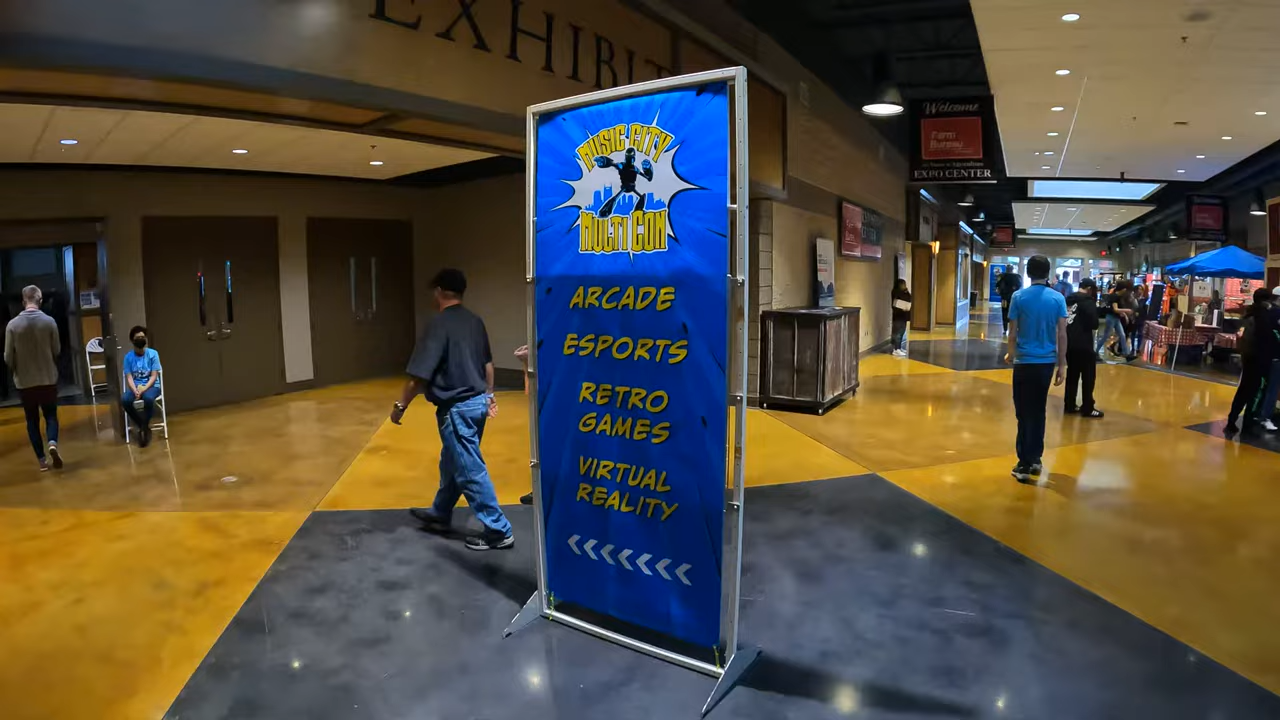 EXHIBIT
MUSIC CITY
MULTI CON
ARCADE
ESPORTS
RETRO
GAMES
VIRTUAL
REALITY
Welcome
Farm
Bureau
EXPO CENTER